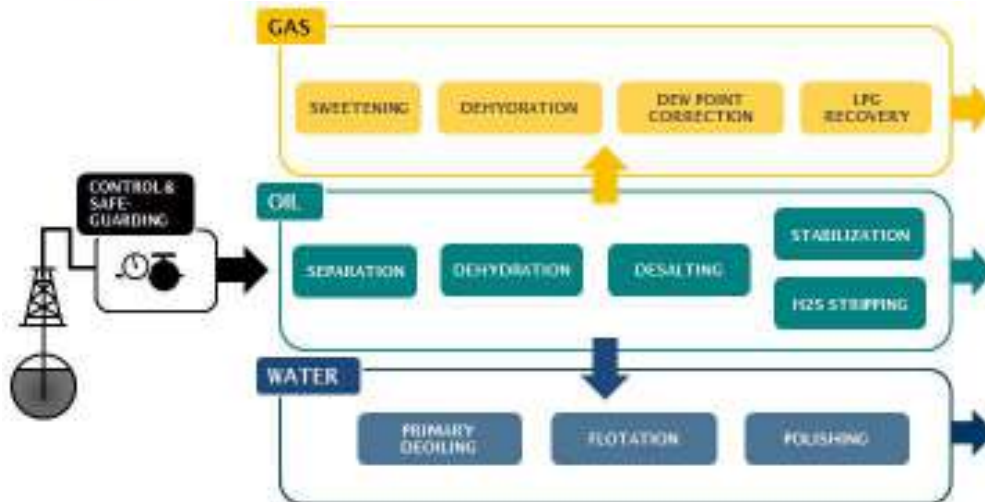 GAS
SWEETENING
DEHYDRATION
DEW POINT
CORRECTION
LPG
RECOVERY
CONTROL &
SAFE-
GUARDING
OIL
SEPARATION
DEHYDRATION
DESALTING
STABILIZATION
H2S STRIPPING
WATER
PRIMARY
DEOILING
FLOTATION
POLISHING